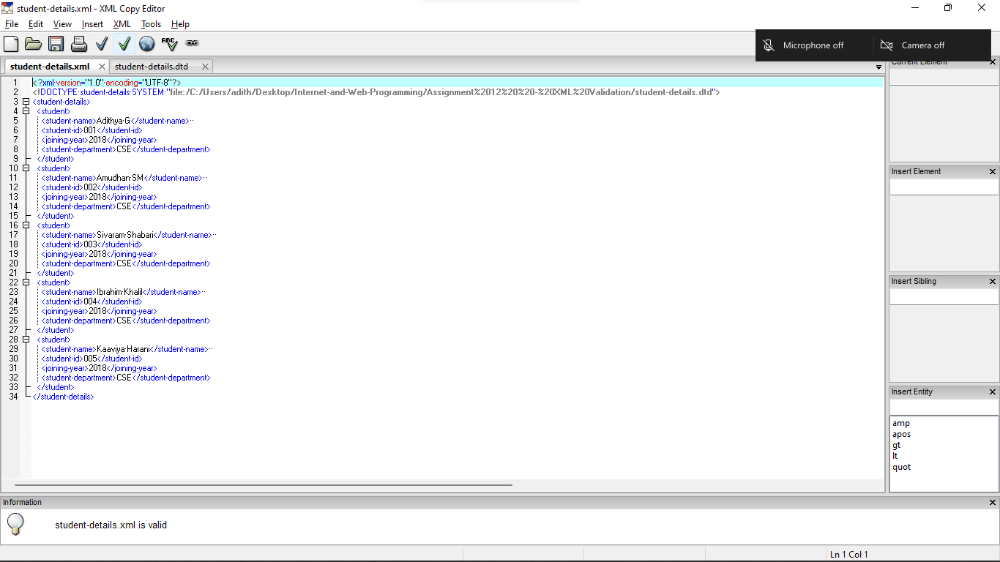 student-details.xml - XML Copy Editor
File Edit View Insert XML Tools Help
ABC
Microphone off Camera off
student-details.xml student-details.dtd
Current Element
1 <?xml version="1.0" encoding="UTF-8"?>
2 <!DOCTYPE student-details SYSTEM "file:/C:/Users/adith/Desktop/Internet-and-Web-Programming/Assignment%2012%20%20-%20XML%20Validation/student-details.dtd">
3 <student-details>
4 <student>
5 <student-name>Adithya G</student-name>
6 <student-id>001</student-id>
7 <joining-year>2018</joining-year>
8 <student-department>CSE</student-department>
9 </student>
10 <student>
11 <student-name>Amudhan SM</student-name>
12 <student-id>002</student-id>
13 <joining-year>2018</joining-year>
14 <student-department>CSE</student-department>
15 </student>
16 <student>
17 <student-name>Sivaram Shabari</student-name>
18 <student-id>003</student-id>
19 <joining-year>2018</joining-year>
20 <student-department>CSE</student-department>
21 </student>
22 <student>
23 <student-name>Ibrahim Khalil</student-name>
24 <student-id>004</student-id>
25 <joining-year>2018</joining-year>
26 <student-department>CSE</student-department>
27 </student>
28 <student>
29 <student-name>Kaaviya Harani</student-name>
30 <student-id>005</student-id>
31 <joining-year>2018</joining-year>
32 <student-department>CSE</student-department>
33 </student>
34 </student-details>
Insert Element
Insert Sibling
Insert Entity
amp
apos
gt
lt
quot
Information
student-details.xml is valid
Ln 1 Col 1